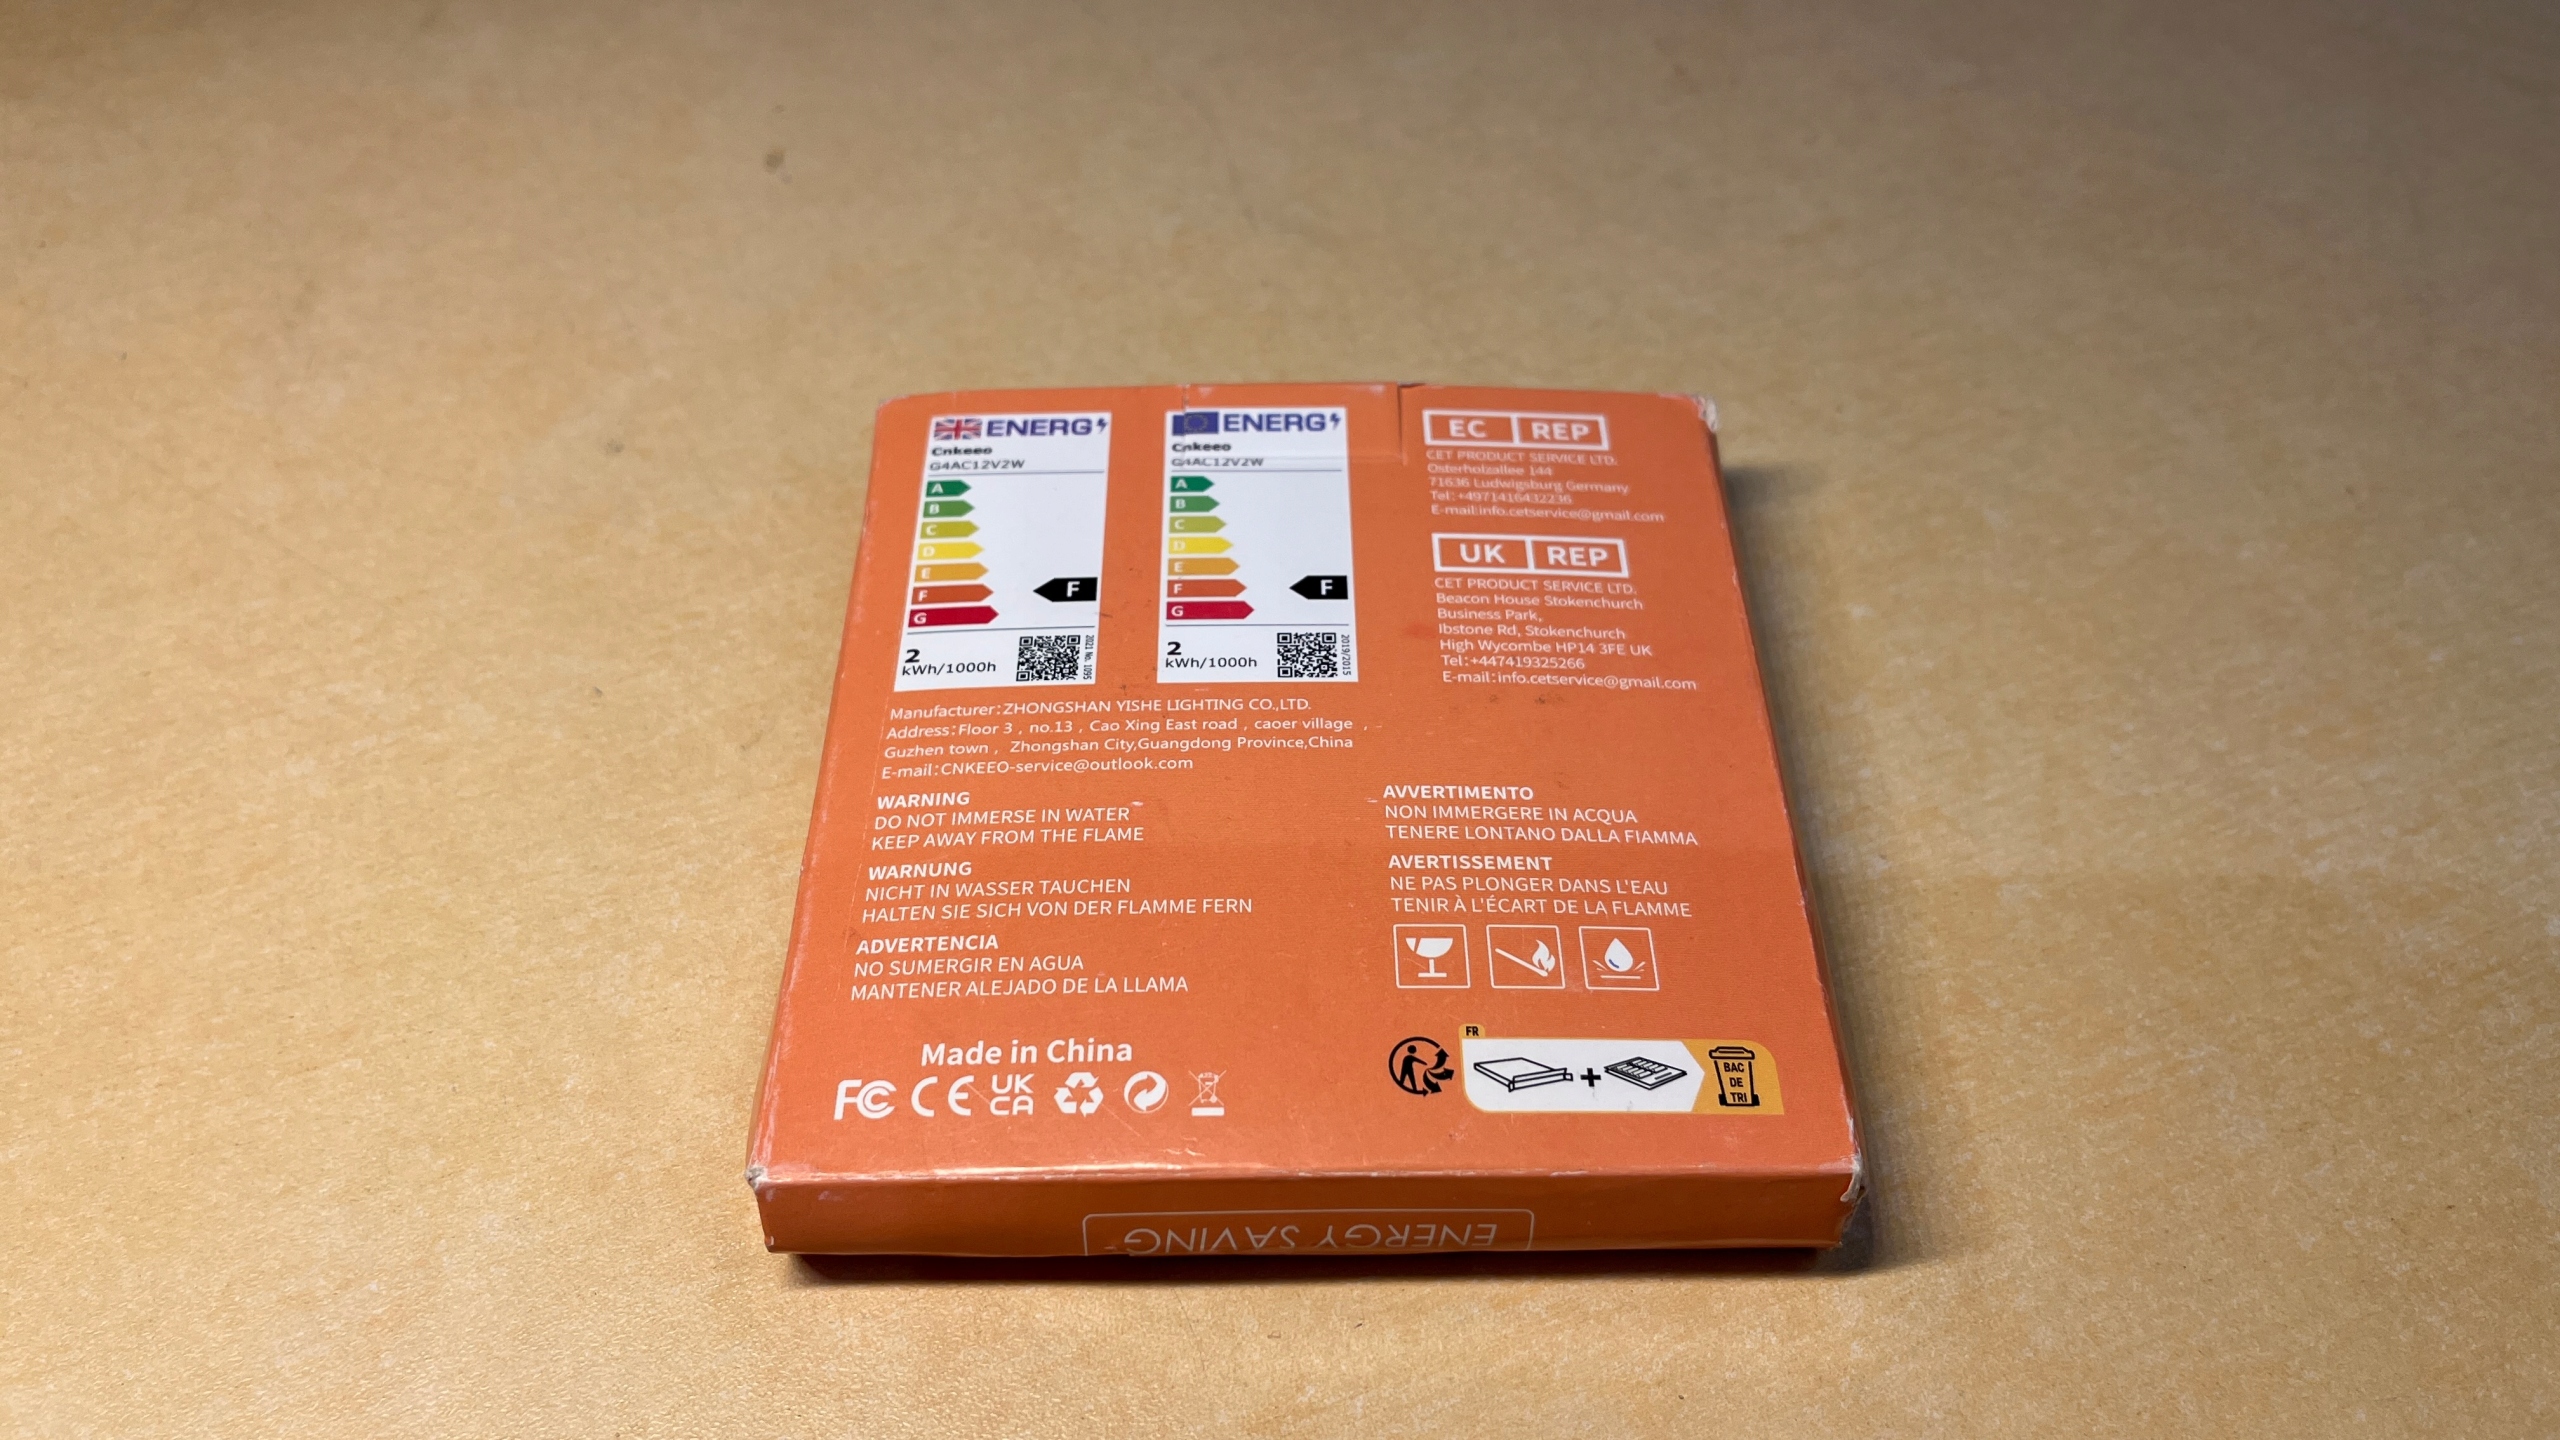 ENERG
Cnkeeo
G4AC12V2W
A
B
C
D
E
F
G
F
2
kWh/1000h
2021 No. 1095
ENERG
Cnkeeo
G4AC12V2W
A
B
C
D
E
F
G
F
2
kWh/1000h
2019/2015
EC REP
CET PRODUCT SERVICE LTD.
Osterholzallee 144
71636 Ludwigsburg Germany
Tel:+4971416432236
E-mail:info.cetservice@gmail.com
UK REP
CET PRODUCT SERVICE LTD.
Beacon House Stokenchurch
Business Park,
Ibstone Rd, Stokenchurch
High Wycombe HP14 3FE UK
Tel:+447419325266
E-mail:info.cetservice@gmail.com
Manufacturer:ZHONGSHAN YISHE LIGHTING CO.,LTD.
Address:Floor 3 , no.13 , Cao Xing East road , caoer village ,
Guzhen town , Zhongshan City,Guangdong Province,China
E-mail:CNKEEO-service@outlook.com
WARNING
DO NOT IMMERSE IN WATER
KEEP AWAY FROM THE FLAME
WARNUNG
NICHT IN WASSER TAUCHEN
HALTEN SIE SICH VON DER FLAMME FERN
ADVERTENCIA
NO SUMERGIR EN AGUA
MANTENER ALEJADO DE LA LLAMA
AVVERTIMENTO
NON IMMERGERE IN ACQUA
TENERE LONTANO DALLA FIAMMA
AVERTISSEMENT
NE PAS PLONGER DANS L'EAU
TENIR À L'ÉCART DE LA FLAMME
Made in China
FC CE UK
CA
FR
+
BAC
DE
TRI
ENERGY SAVING